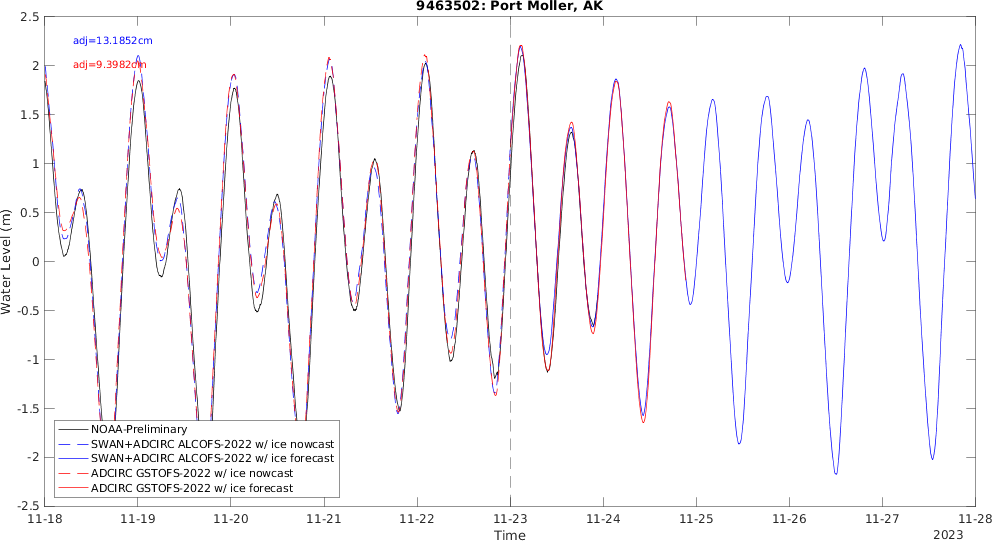 9463502: Port Moller, AK
2.5
adj=13.1852cm
2
adj=9.3982cm
1.5
1
0.5
0
-0.5
-1
-1.5
-2
-2.5
Water Level (m)
NOAA-Preliminary
SWAN+ADCIRC ALCOFS-2022 w/ ice nowcast
SWAN+ADCIRC ALCOFS-2022 w/ ice forecast
ADCIRC GSTOFS-2022 w/ ice nowcast
ADCIRC GSTOFS-2022 w/ ice forecast
11-18 11-19 11-20 11-21 11-22 11-23 11-24 11-25 11-26 11-27 11-28
Time
2023